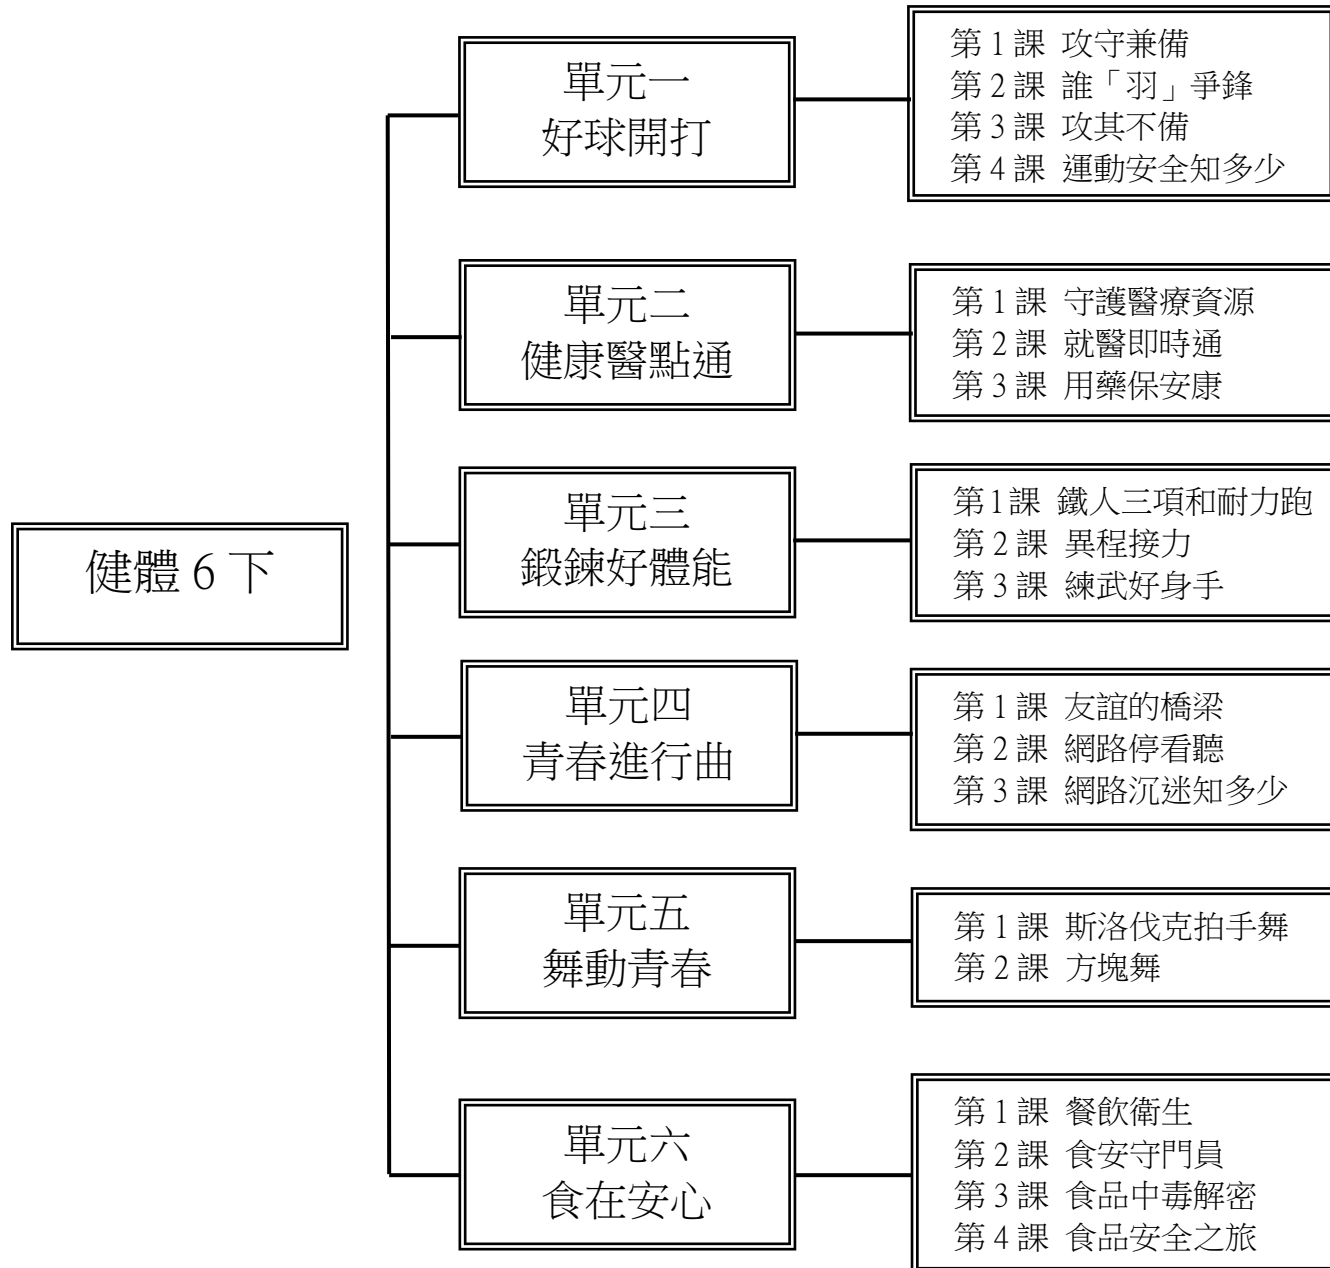 健體 6 下
單元一
好球開打
第 1 課 攻守兼備
第 2 課 誰「羽」爭鋒
第 3 課 攻其不備
第 4 課 運動安全知多少
單元二
健康醫點通
第 1 課 守護醫療資源
第 2 課 就醫即時通
第 3 課 用藥保安康
單元三
鍛鍊好體能
第1課 鐵人三項和耐力跑
第 2 課 異程接力
第 3 課 練武好身手
單元四
青春進行曲
第 1 課 友誼的橋梁
第 2 課 網路停看聽
第 3 課 網路沉迷知多少
單元五
舞動青春
第 1 課 斯洛伐克拍手舞
第 2 課 方塊舞
單元六
食在安心
第 1 課 餐飲衛生
第 2 課 食安守門員
第 3 課 食品中毒解密
第 4 課 食品安全之旅